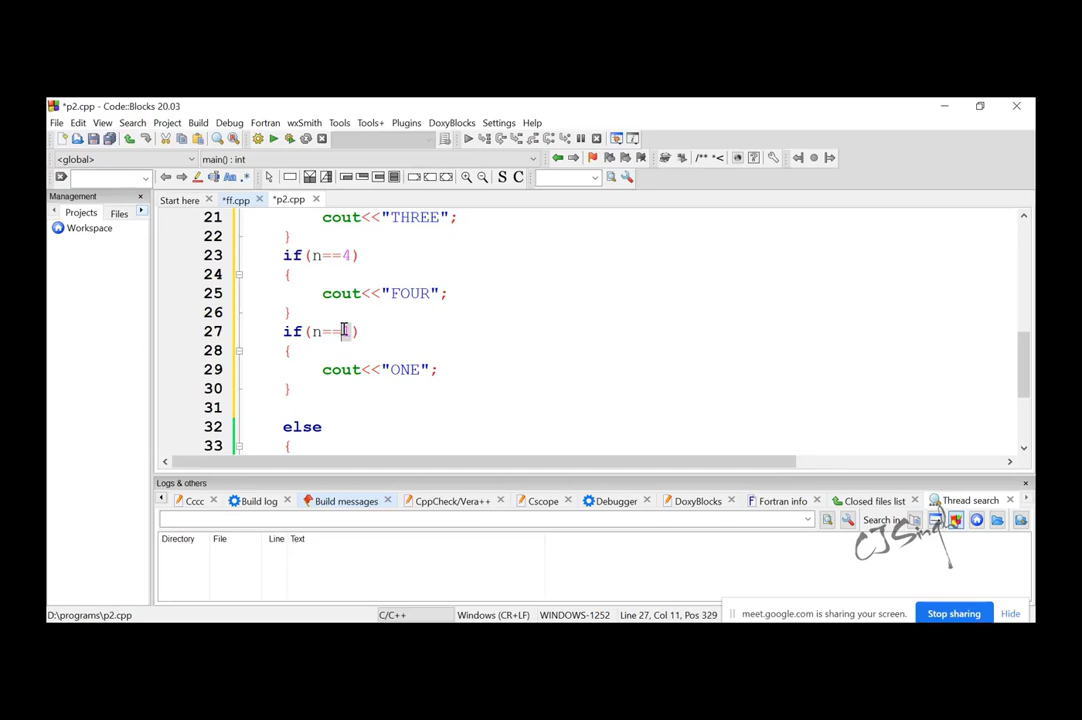 *p2.cpp - Code::Blocks 20.03
File Edit View Search Project Build Debug Fortran wxSmith Tools Tools+ Plugins DoxyBlocks Settings Help
<global> main() : int
/** *<
Aa .* S C
Management
Projects Files
Workspace
Start here *ff.cpp *p2.cpp
21 cout<<"THREE";
22 }
23 if(n==4)
24 {
25 cout<<"FOUR";
26 }
27 if(n== )
28 {
29 cout<<"ONE";
30 }
31
32 else
33 {
Logs & others
Cccc Build log Build messages CppCheck/Vera++ Cscope Debugger DoxyBlocks Fortran info Closed files list Thread search
Search in
Directory File Line Text
CJSingh
D:\programs\p2.cpp C/C++ Windows (CR+LF) WINDOWS-1252 Line 27, Col 11, Pos 329
meet.google.com is sharing your screen. Stop sharing Hide